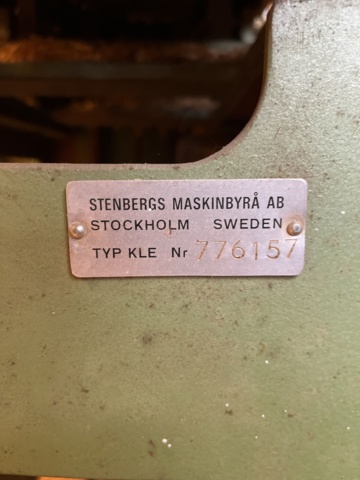 STENBERGS MASKINBYRÅ AB
STOCKHOLM SWEDEN
TYP KLE Nr 776157